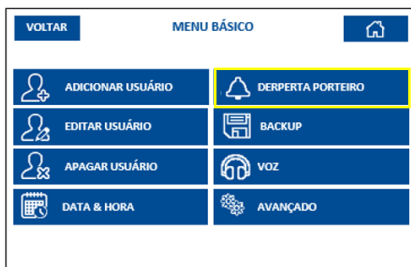 VOLTAR
MENU BÁSICO
ADICIONAR USUÁRIO
DERPERTA PORTEIRO
EDITAR USUÁRIO
BACKUP
APAGAR USUÁRIO
VOZ
DATA & HORA
AVANÇADO